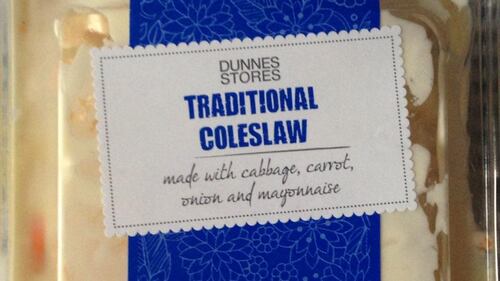 DUNNES
STORES
TRADITIONAL
COLESLAW
made with cabbage, carrot,
onion and mayonnaise